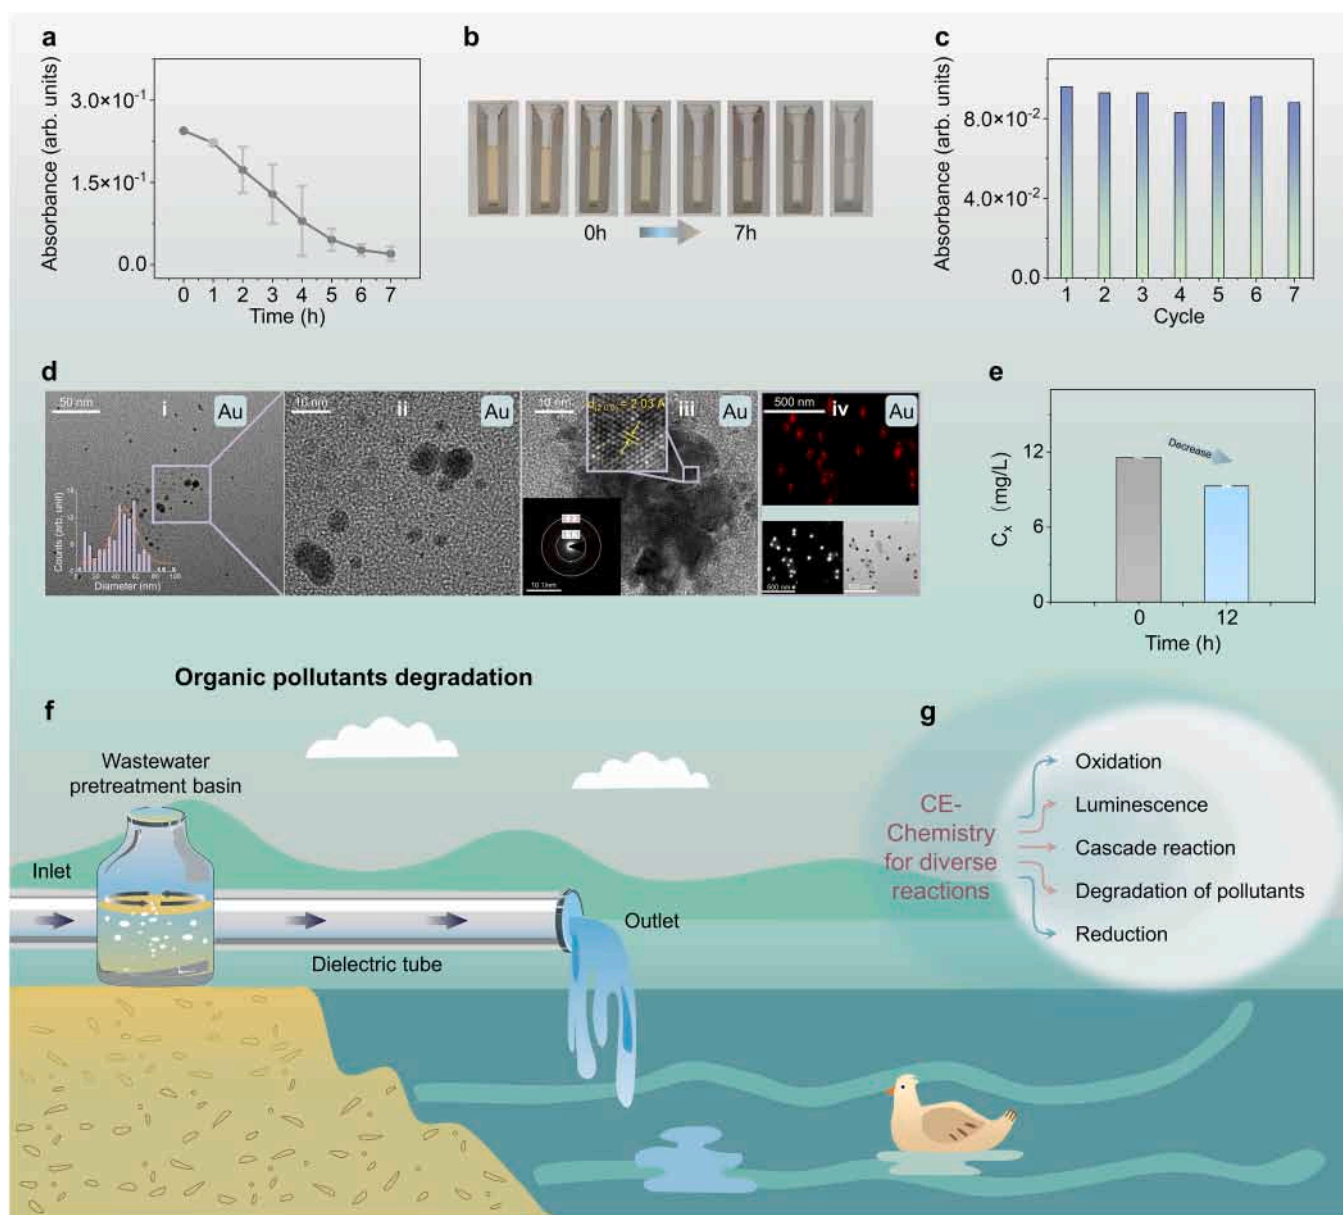 a
Absorbance (arb. units)
3.0×10⁻¹
1.5×10⁻¹
0.0
0 1 2 3 4 5 6 7
Time (h)
b
0h 7h
c
Absorbance (arb. units)
8.0×10⁻²
4.0×10⁻²
0.0
1 2 3 4 5 6 7
Cycle
d
50 nm i Au
Counts (arb. unit)
Diameter (nm)
10 nm ii Au
10 nm iii Au
500 nm iv
e
Cx (mg/L)
12
6
0
Decrease
0 12
Time (h)
Organic pollutants degradation
f
Wastewater
pretreatment basin
Inlet
Outlet
Dielectric tube
g
CE-
Chemistry
for diverse
reactions
Oxidation
Luminescence
Cascade reaction
Degradation of pollutants
Reduction